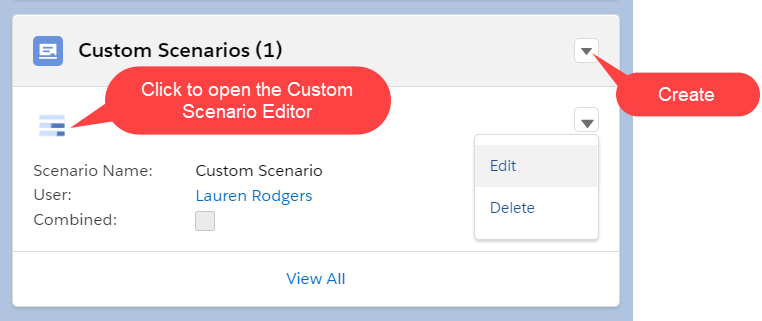 Custom Scenarios (1)
Click to open the Custom
Scenario Editor
Create
Scenario Name: Custom Scenario
User: Lauren Rodgers
Combined:
Edit
Delete
View All